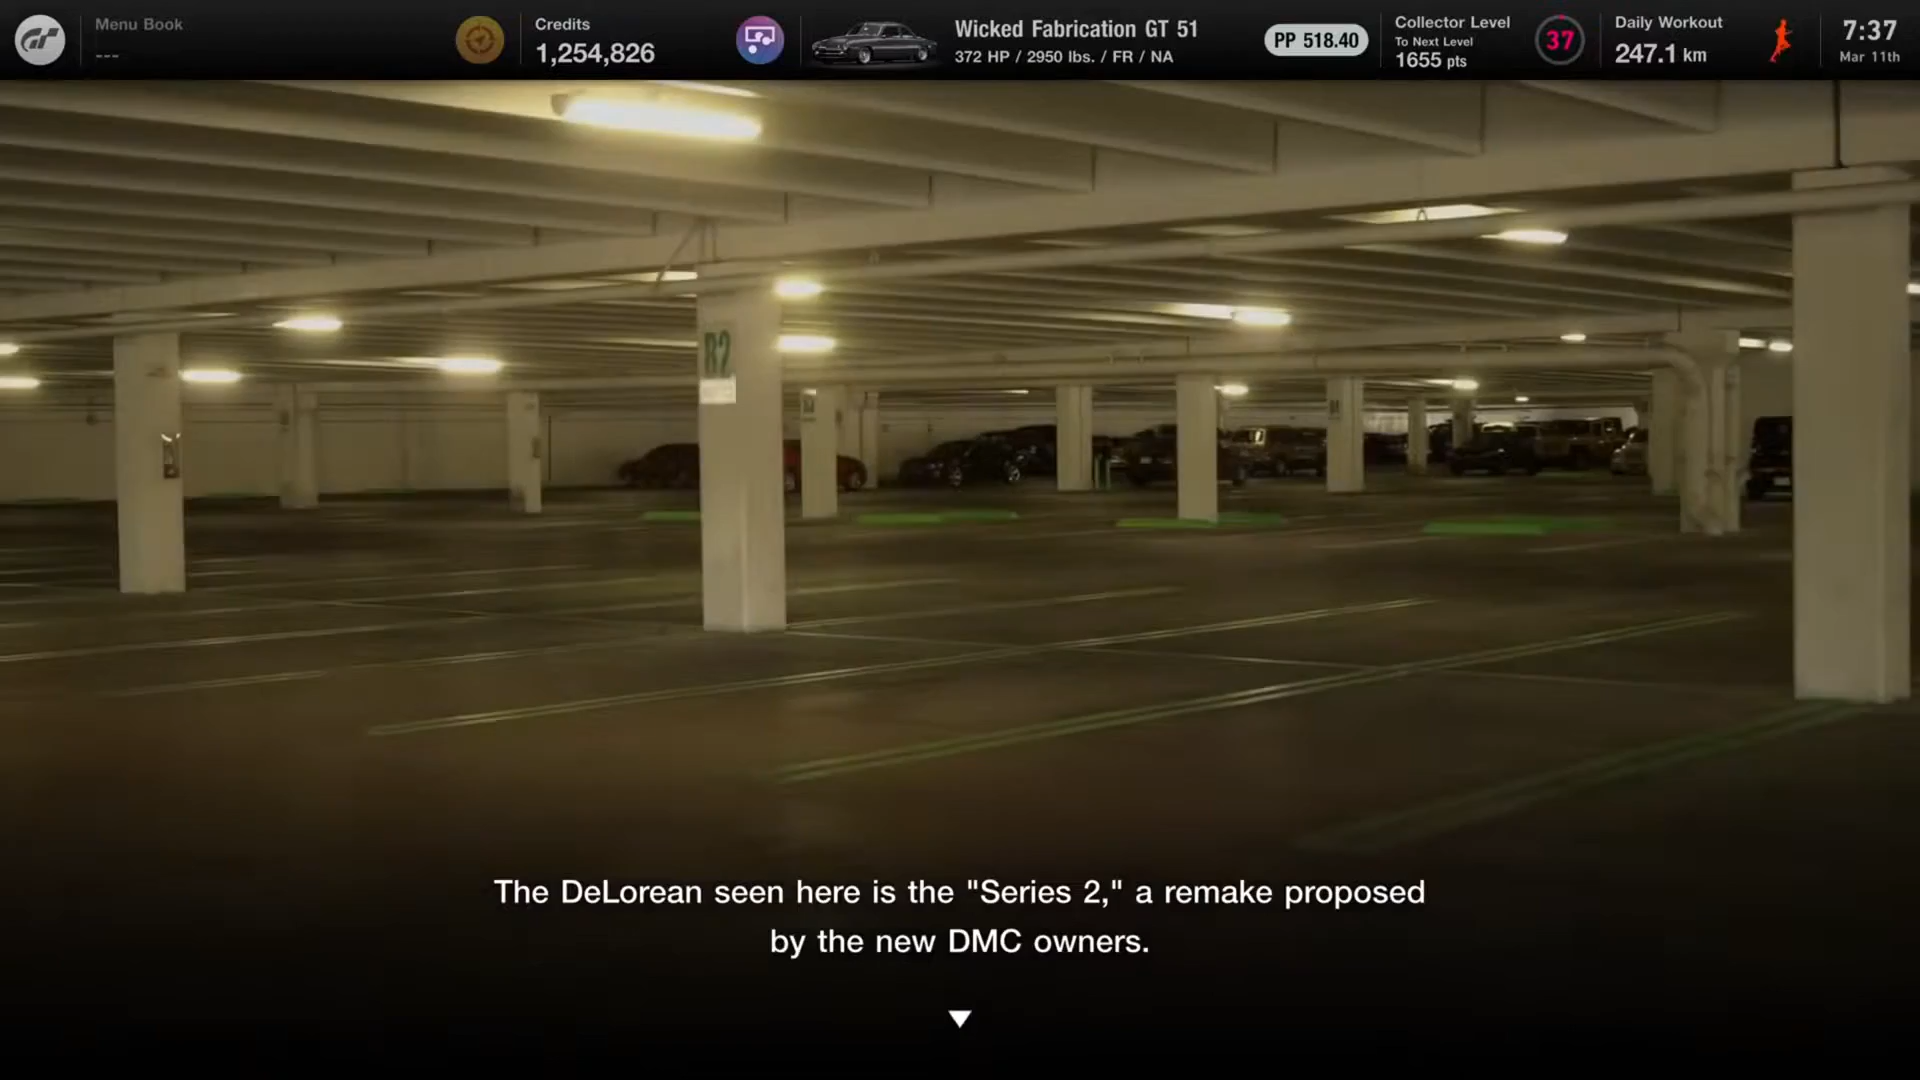 Menu Book
---
Credits
1,254,826
Wicked Fabrication GT 51
372 HP / 2950 lbs. / FR / NA
PP 518.40
Collector Level
To Next Level
1655 pts
37
Daily Workout
247.1 km
7:37
Mar 11th
The DeLorean seen here is the "Series 2," a remake proposed
by the new DMC owners.